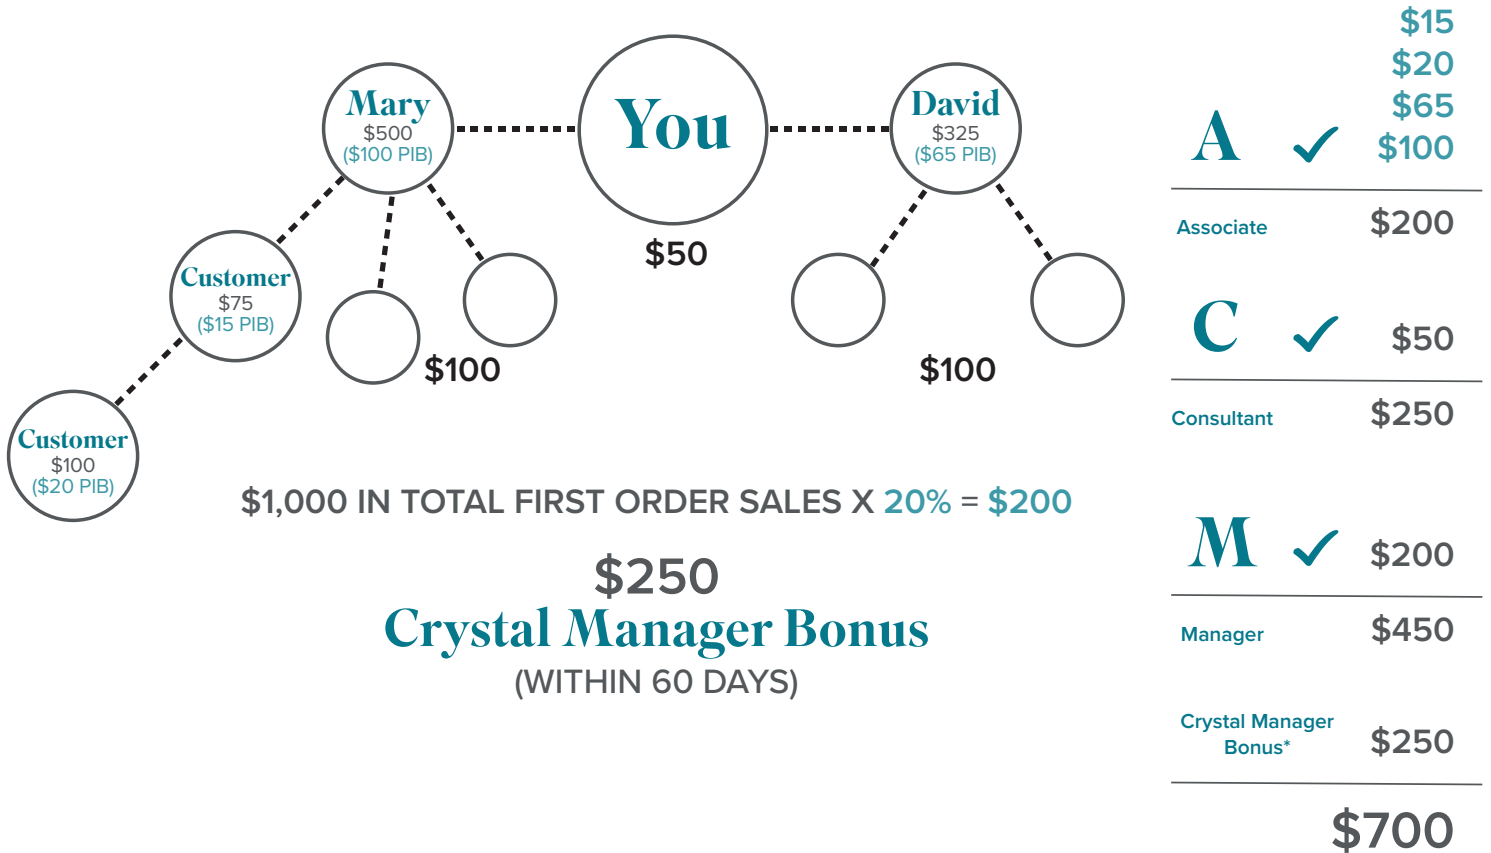 Mary
$500
($100 PIB)
You
$50
David
$325
($65 PIB)
Customer
$75
($15 PIB)
$100
$100
Customer
$100
($20 PIB)
$1,000 IN TOTAL FIRST ORDER SALES X 20% = $200
$250
Crystal Manager Bonus
(WITHIN 60 DAYS)
$15
$20
$65
A ✓ $100
Associate $200
C ✓ $50
Consultant $250
M ✓ $200
Manager $450
Crystal Manager
Bonus* $250
$700